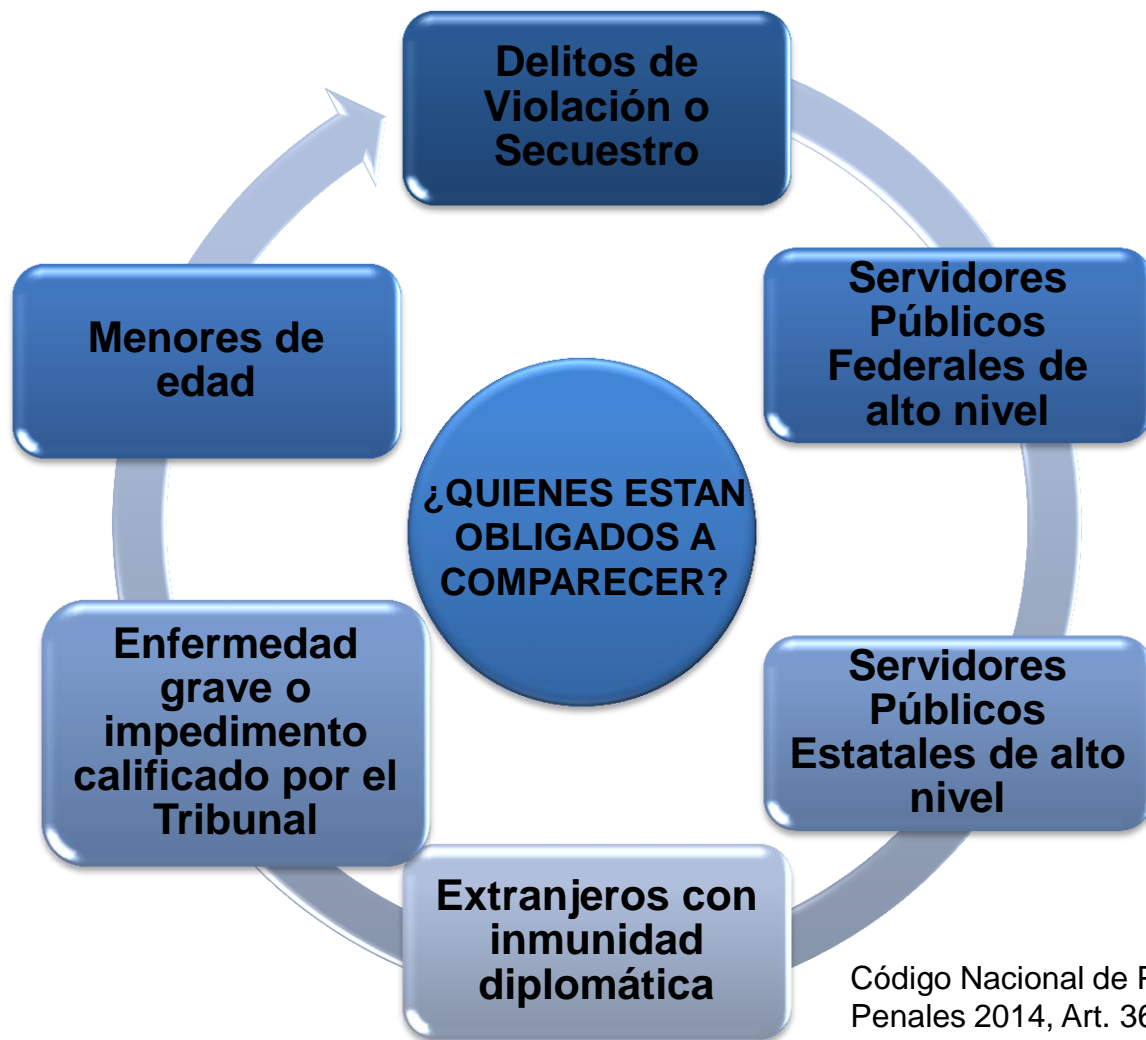 Delitos de
Violación o
Secuestro
Servidores
Públicos
Federales de
alto nivel
Servidores
Públicos
Estatales de alto
nivel
Extranjeros con
inmunidad
diplomática
Enfermedad
grave o
impedimento
calificado por el
Tribunal
Menores de
edad
¿QUIENES ESTAN
OBLIGADOS A
COMPARECER?
Código Nacional de
Penales 2014, Art.